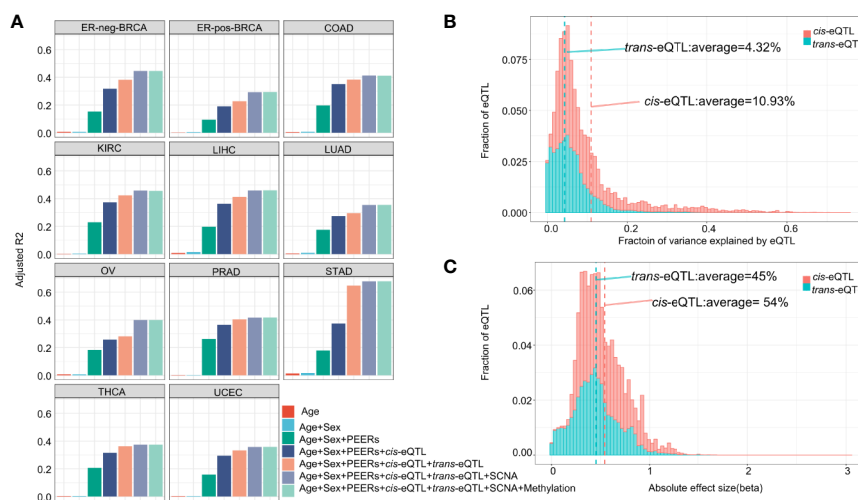 A
Adjusted R2
ER-neg-BRCA
ER-pos-BRCA
COAD
0.6
0.4
0.2
0.0
KIRC
LIHC
LUAD
0.6
0.4
0.2
0.0
OV
PRAD
STAD
0.6
0.4
0.2
0.0
THCA
UCEC
0.6
0.4
0.2
0.0
Age
Age+Sex
Age+Sex+PEERs
Age+Sex+PEERs+cis-eQTL
Age+Sex+PEERs+cis-eQTL+trans-eQTL
Age+Sex+PEERs+cis-eQTL+trans-eQTL+SCNA
Age+Sex+PEERs+cis-eQTL+trans-eQTL+SCNA+Methylation
B
Fraction of eQTL
0.075
0.050
0.025
0.000
trans-eQTL:average=4.32%
cis-eQTL:average=10.93%
cis-eQTL
trans-eQT
0.0
0.2
0.4
0.6
Fractoin of variance explained by eQTL
C
Fraction of eQTL
0.06
0.04
0.02
0.00
trans-eQTL:average=45%
cis-eQTL:average= 54%
cis-eQTL
trans-eQT
0
1
2
3
Absolute effect size(beta)